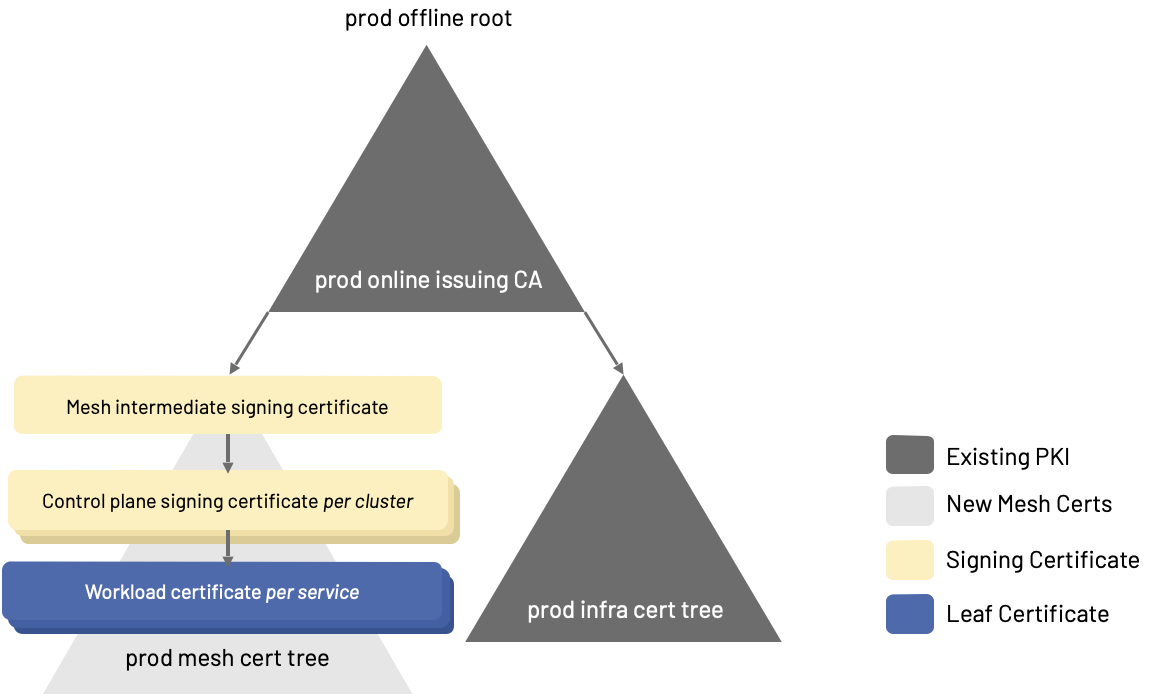 prod offline root
prod online issuing CA
Mesh intermediate signing certificate
Control plane signing certificate per cluster
Workload certificate per service
prod mesh cert tree
prod infra cert tree
Existing PKI
New Mesh Certs
Signing Certificate
Leaf Certificate